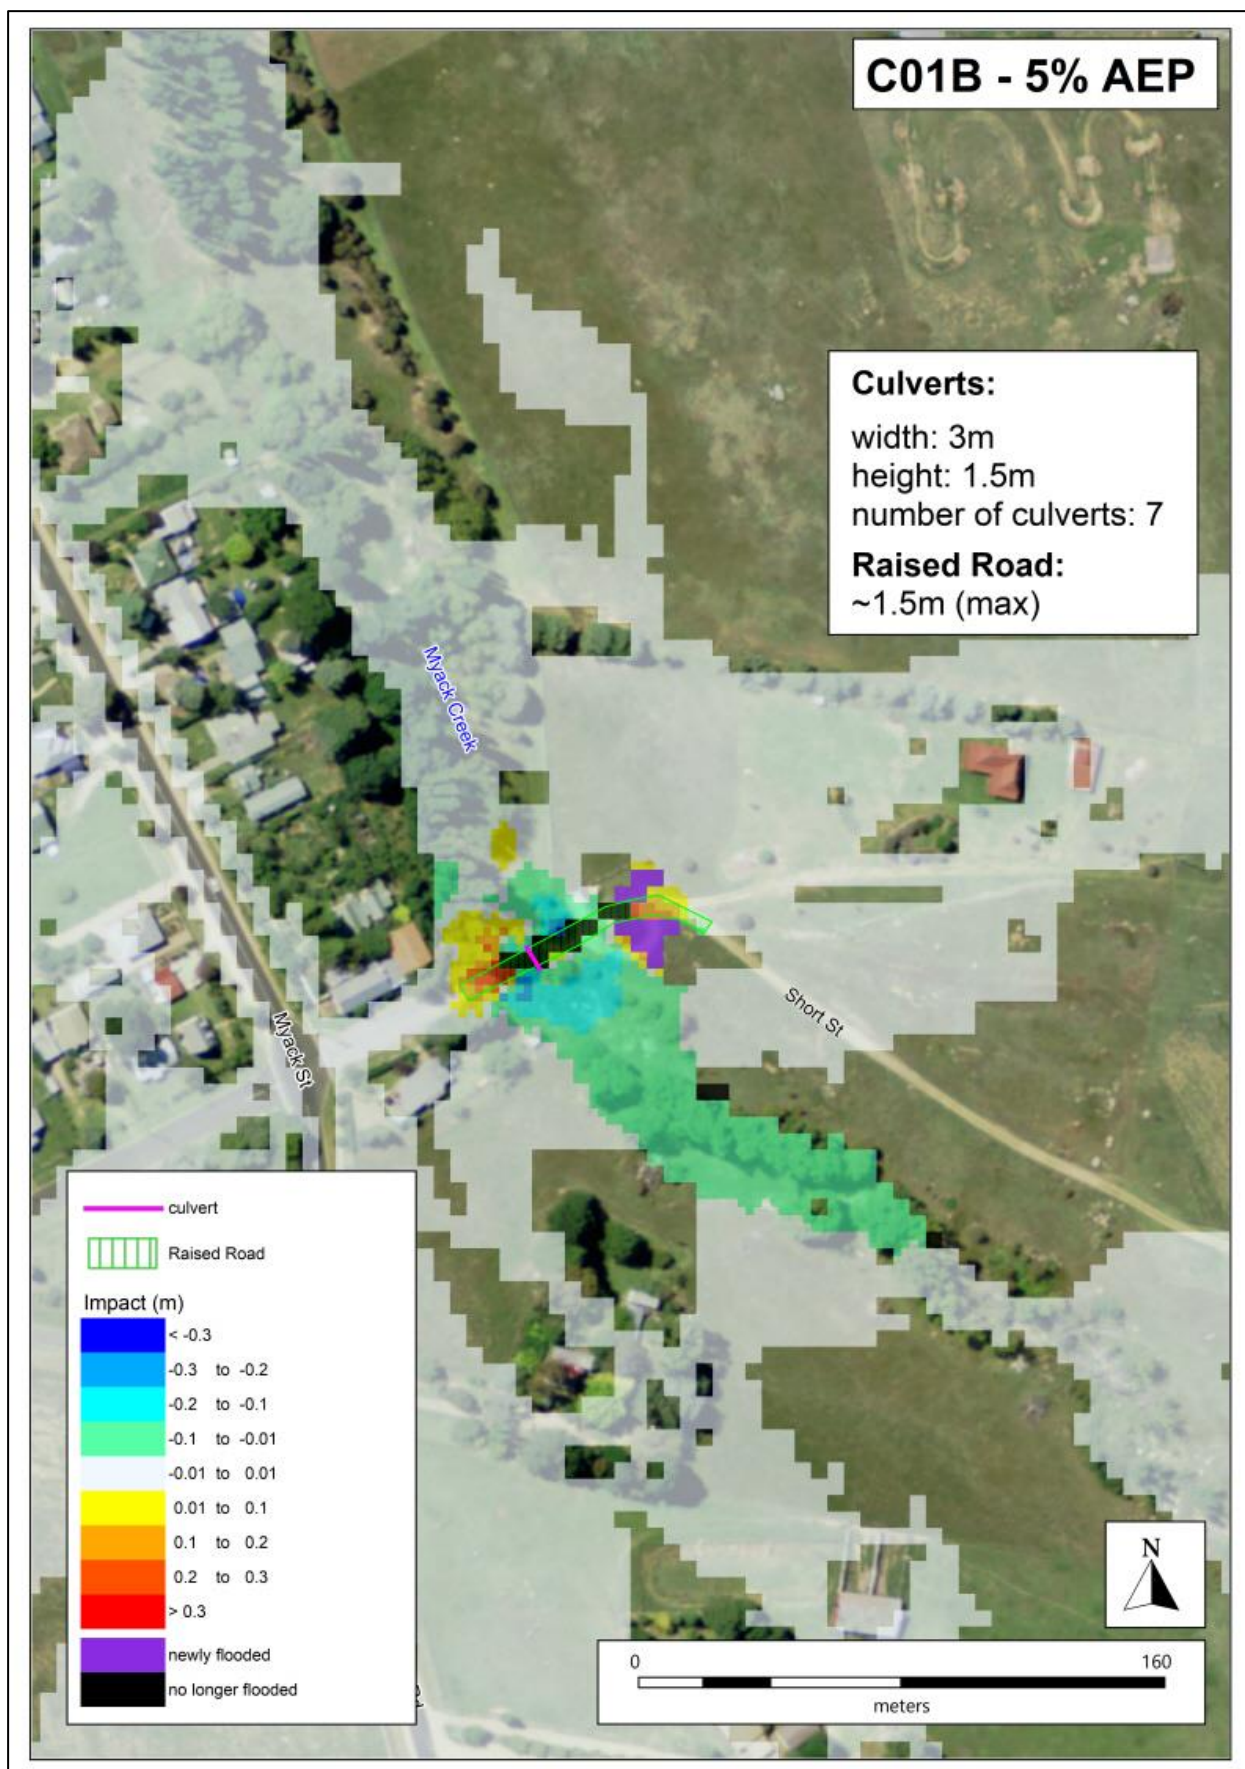 C01B - 5% AEP
Culverts:
width: 3m
height: 1.5m
number of culverts: 7
Raised Road:
~1.5m (max)
Myack Creek
Short St
Myack St
culvert
Raised Road
Impact (m)
< -0.3
-0.3 to -0.2
-0.2 to -0.1
-0.1 to -0.01
-0.01 to 0.01
0.01 to 0.1
0.1 to 0.2
0.2 to 0.3
> 0.3
newly flooded
no longer flooded
N
0 160
meters